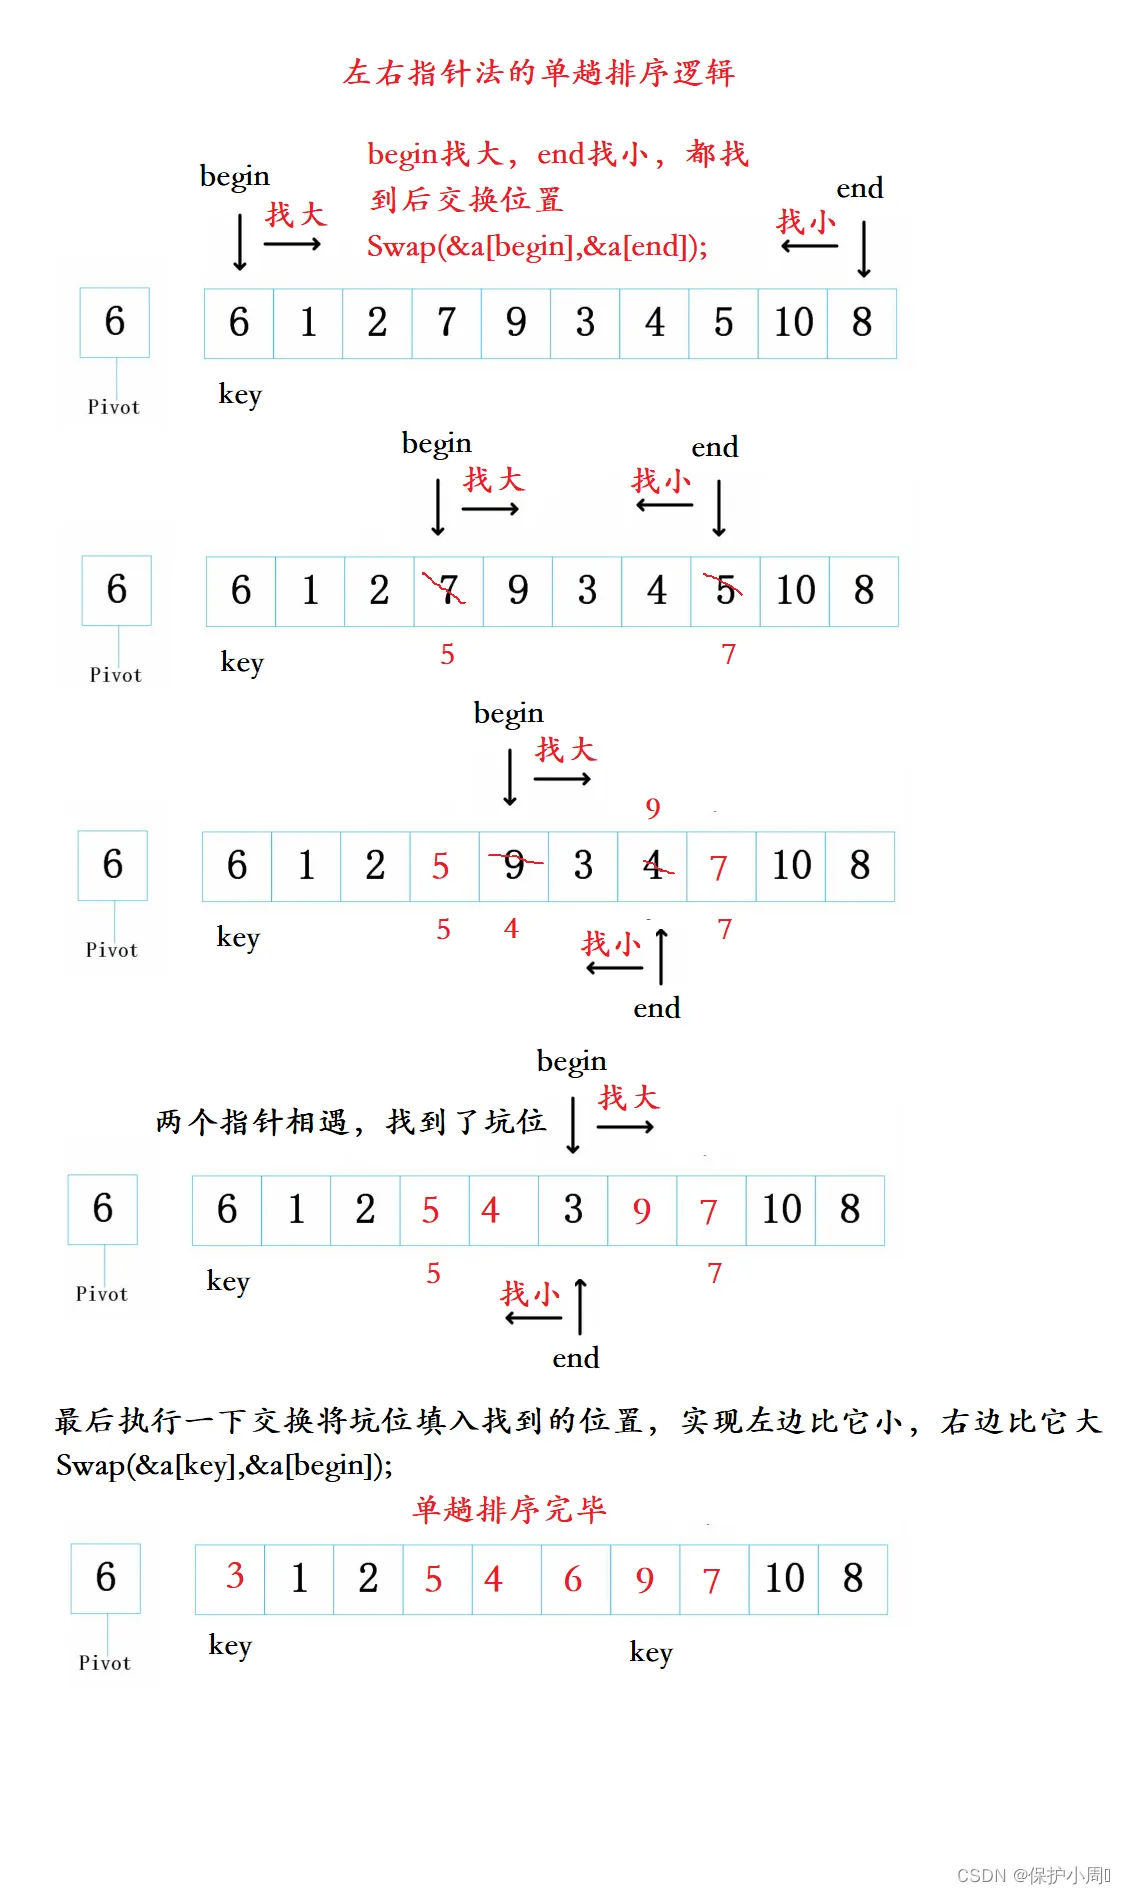 左右指针法的单趟排序逻辑
begin找大，end找小，都找
到后交换位置
Swap(&a[begin],&a[end]);
begin
end
找大
找小
6
6 1 2 7 9 3 4 5 10 8
Pivot
key
begin
end
找大
找小
6
6 1 2 7 9 3 4 5 10 8
key
5
7
Pivot
begin
找大
9
6
6 1 2 5 9 3 4 7 10 8
key
5
4
7
Pivot
找小
end
begin
找大
两个指针相遇，找到了坑位
6
6 1 2 5 4 3 9 7 10 8
key
5
7
Pivot
找小
end
最后执行一下交换将坑位填入找到的位置，实现左边比它小，右边比它大
Swap(&a[key],&a[begin]);
单趟排序完毕
6
3 1 2 5 4 6 9 7 10 8
key
key
Pivot
CSDN @保护小周